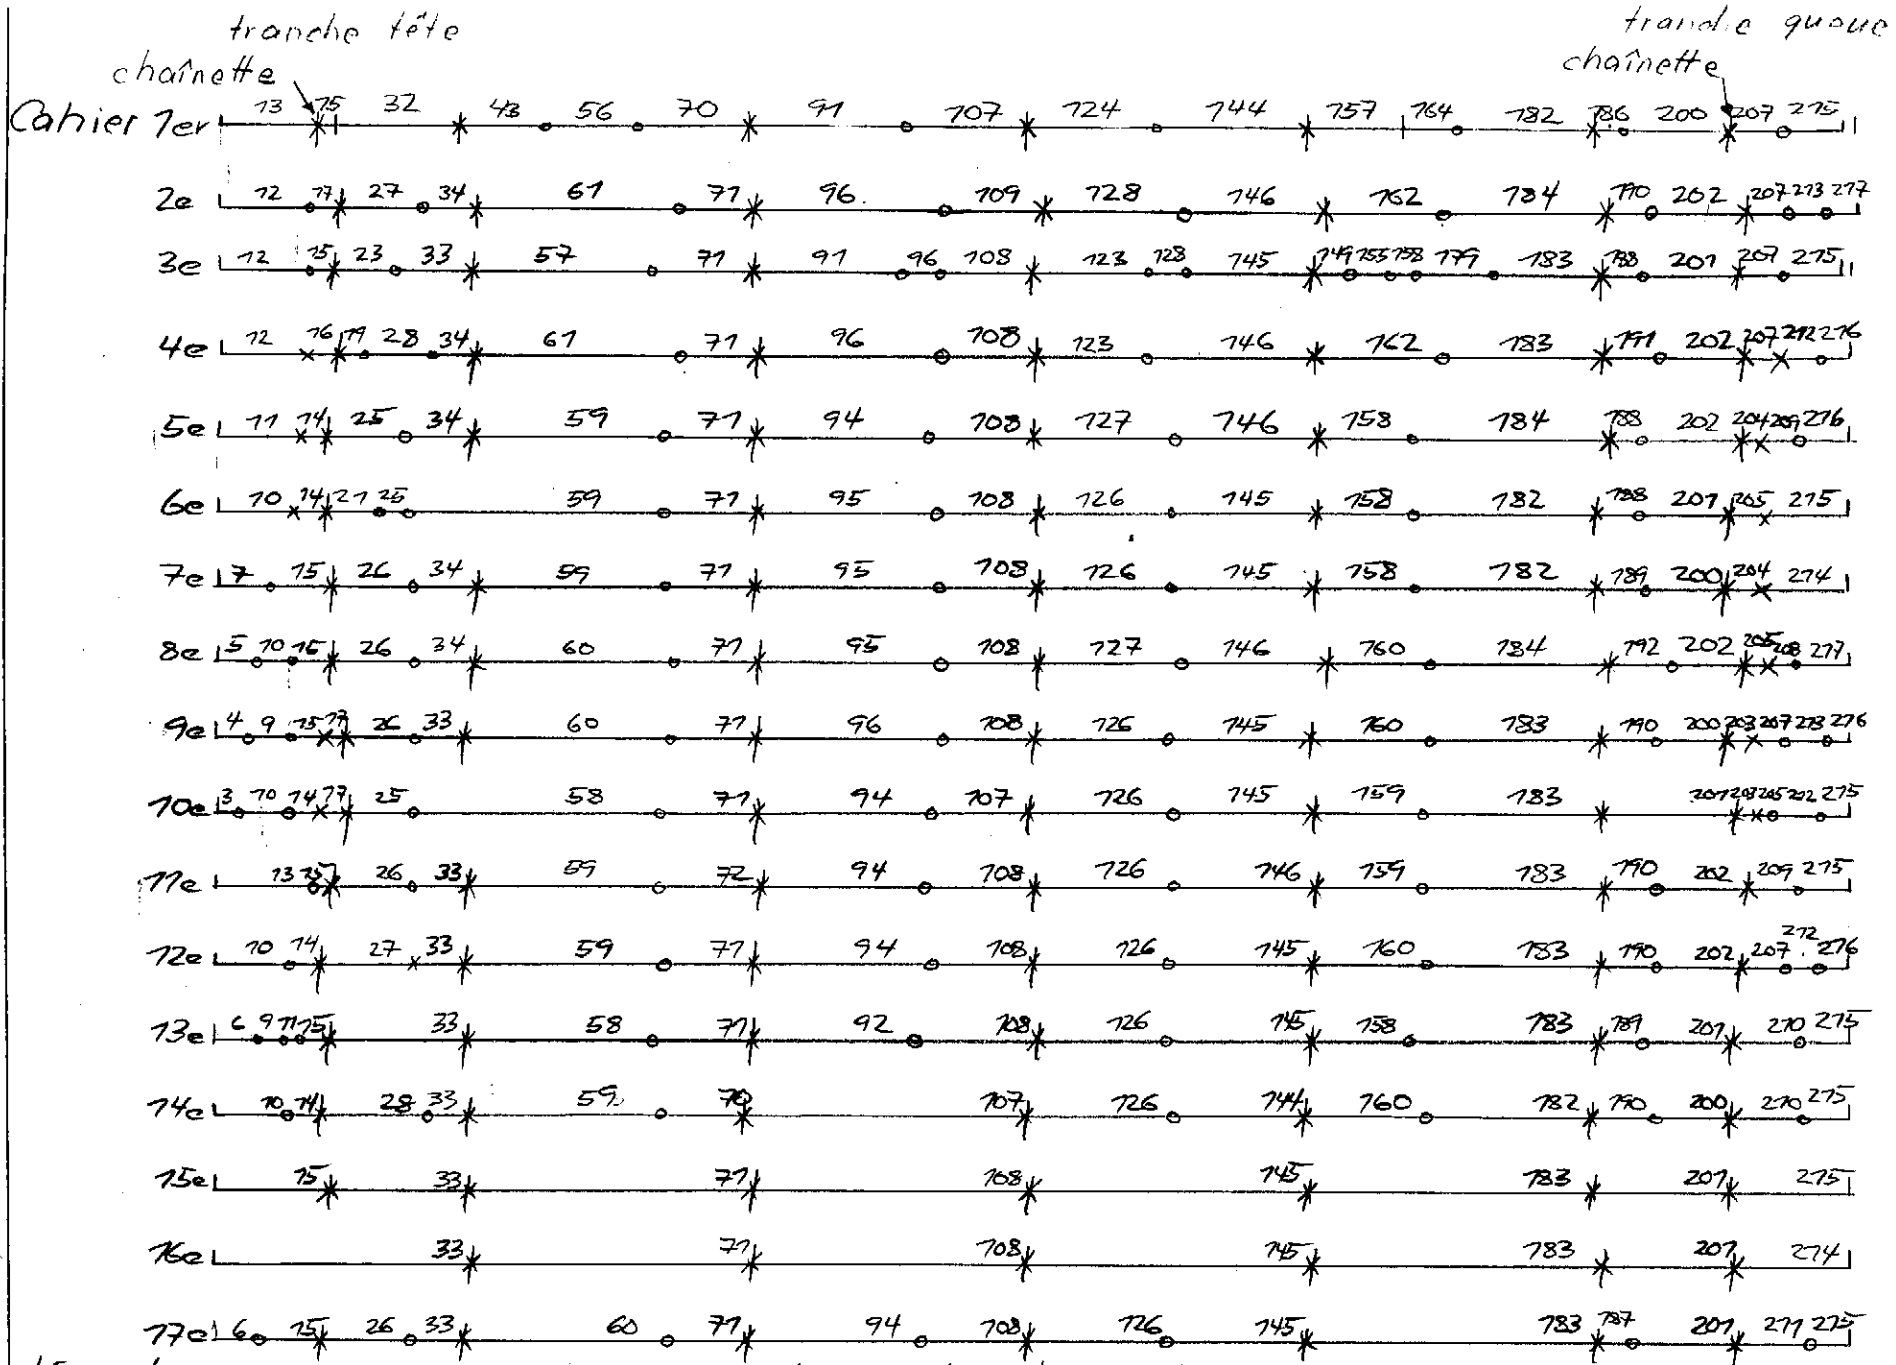 tranche tête
tranche queue
chaînette
chaînette
Cahier 1er 13 15 32 43 56 70 91 107 124 144 157 164 182 186 200 207 215
2e 12 17 27 34 61 71 96 109 128 146 162 184 190 202 207 213 217
3e 12 15 23 33 57 71 91 96 108 123 128 145 149 155 158 179 183 188 201 207 215
4e 12 16 19 28 34 61 71 96 108 123 146 162 183 191 202 207 212 216
5e 11 14 25 34 59 71 94 108 127 146 158 184 188 202 204 209 216
6e 10 14 21 25 59 71 95 108 126 145 158 182 188 201 205 215
7e 7 15 26 34 59 71 95 108 126 145 158 182 189 200 204 214
8e 5 10 15 26 34 60 71 95 108 127 146 160 184 192 202 205 208 217
9e 4 9 15 17 26 33 60 71 96 108 126 145 160 183 190 200 203 207 213 216
10e 3 10 14 17 25 58 71 94 107 126 145 159 183 201 203 205 212 215
11e 13 15 26 33 59 72 94 108 126 146 159 183 190 202 209 215
12e 10 14 27 33 59 71 94 108 126 145 160 183 190 202 207 212 216
13e 6 9 11 15 33 58 71 92 108 126 145 158 183 189 201 210 215
14e 10 14 28 33 59 70 107 126 144 160 182 190 200 210 215
15e 15 33 71 108 145 183 201 215
16e 33 71 108 145 183 201 214
17e 6 15 26 33 60 71 94 108 126 145 183 187 201 211 215